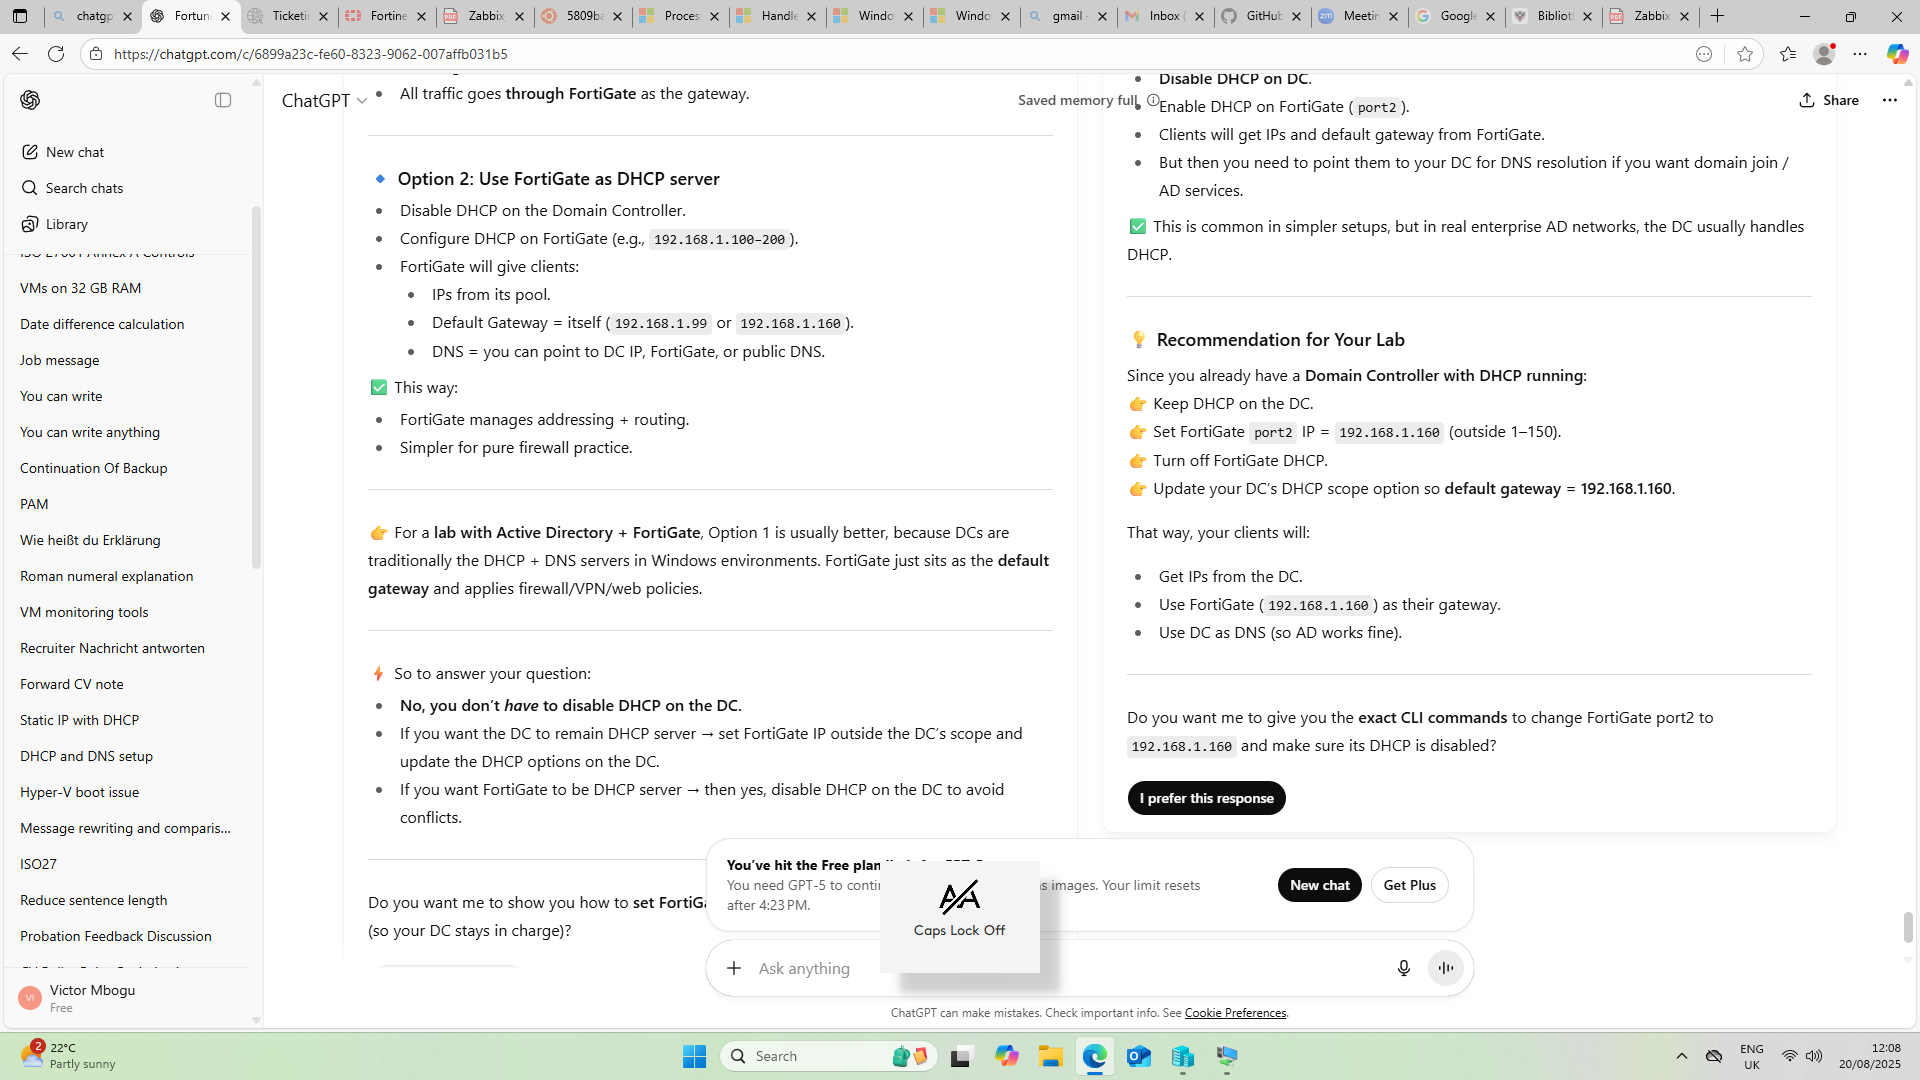 chatgp
Fortun
Ticketin
Fortine
Zabbix_
5809ba
Proces
Handle
Windo
Windo
gmail -
Inbox (
GitHub
Meetin
Google
Bibliot
Zabbix
https://chatgpt.com/c/6899a23c-fe60-8323-9062-007affb031b5
New chat
Search chats
Library
ISO 27001 Annex A Controls
VMs on 32 GB RAM
Date difference calculation
Job message
You can write
You can write anything
Continuation Of Backup
PAM
Wie heißt du Erklärung
Roman numeral explanation
VM monitoring tools
Recruiter Nachricht antworten
Forward CV note
Static IP with DHCP
DHCP and DNS setup
Hyper-V boot issue
Message rewriting and comparis...
ISO27
Reduce sentence length
Probation Feedback Discussion
VI
Victor Mbogu
Free
ChatGPT
Saved memory full
Share
All traffic goes through FortiGate as the gateway.
Option 2: Use FortiGate as DHCP server
Disable DHCP on the Domain Controller.
Configure DHCP on FortiGate (e.g., 192.168.1.100-200).
FortiGate will give clients:
IPs from its pool.
Default Gateway = itself (192.168.1.99 or 192.168.1.160).
DNS = you can point to DC IP, FortiGate, or public DNS.
✅ This way:
FortiGate manages addressing + routing.
Simpler for pure firewall practice.
👉 For a lab with Active Directory + FortiGate, Option 1 is usually better, because DCs are
traditionally the DHCP + DNS servers in Windows environments. FortiGate just sits as the default
gateway and applies firewall/VPN/web policies.
⚡ So to answer your question:
No, you don't have to disable DHCP on the DC.
If you want the DC to remain DHCP server → set FortiGate IP outside the DC's scope and
update the DHCP options on the DC.
If you want FortiGate to be DHCP server → then yes, disable DHCP on the DC to avoid
conflicts.
Do you want me to show you how to set FortiGa
(so your DC stays in charge)?
Disable DHCP on DC.
Enable DHCP on FortiGate (port2).
Clients will get IPs and default gateway from FortiGate.
But then you need to point them to your DC for DNS resolution if you want domain join /
AD services.
✅ This is common in simpler setups, but in real enterprise AD networks, the DC usually handles
DHCP.
💡 Recommendation for Your Lab
Since you already have a Domain Controller with DHCP running:
👉 Keep DHCP on the DC.
👉 Set FortiGate port2 IP = 192.168.1.160 (outside 1–150).
👉 Turn off FortiGate DHCP.
👉 Update your DC's DHCP scope option so default gateway = 192.168.1.160.
That way, your clients will:
Get IPs from the DC.
Use FortiGate (192.168.1.160) as their gateway.
Use DC as DNS (so AD works fine).
Do you want me to give you the exact CLI commands to change FortiGate port2 to
192.168.1.160 and make sure its DHCP is disabled?
I prefer this response
You've hit the Free plan
You need GPT-5 to contin s images. Your limit resets
after 4:23 PM.
New chat
Get Plus
Caps Lock Off
Ask anything
ChatGPT can make mistakes. Check important info. See Cookie Preferences.
2
22°C
Partly sunny
Search
ENG
UK
12:08
20/08/2025